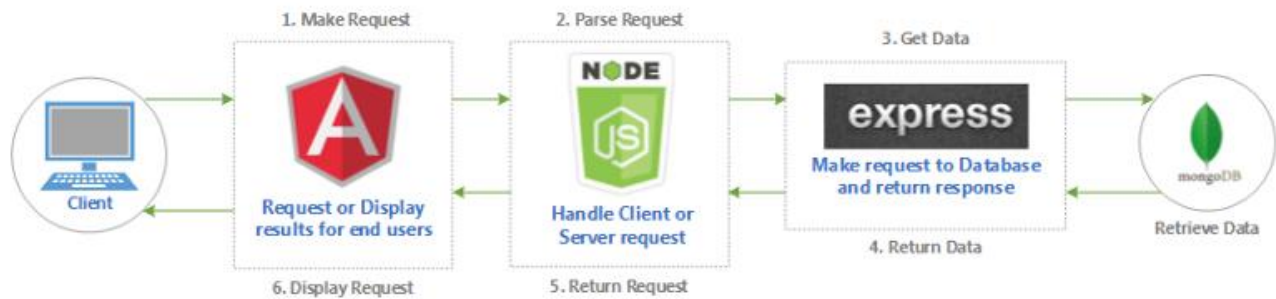 1. Make Request
2. Parse Request
3. Get Data
NODE
JS
A
express
Make request to Database
and return response
mongoDB
Client
Request or Display
results for end users
Handle Client or
Server request
Retrieve Data
4. Return Data
6. Display Request
5. Return Request